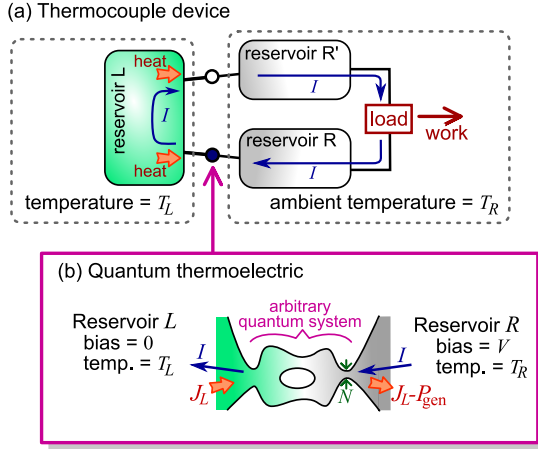 (a) Thermocouple device
reservoir L
heat
I
heat
reservoir R'
I
reservoir R
I
load
work
temperature = T_L
ambient temperature = T_R
(b) Quantum thermoelectric
arbitrary
quantum system
Reservoir L
bias = 0
temp. = T_L
I
J_L
N
Reservoir R
bias = V
temp. = T_R
I
J_L-P_gen